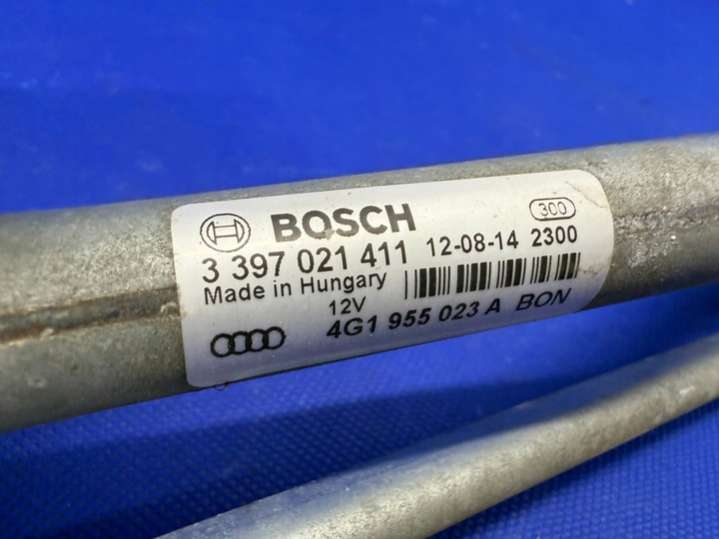 BOSCH 300
3 397 021 411 12-08-14 2300
Made in Hungary
12V
4G1 955 023 A BON